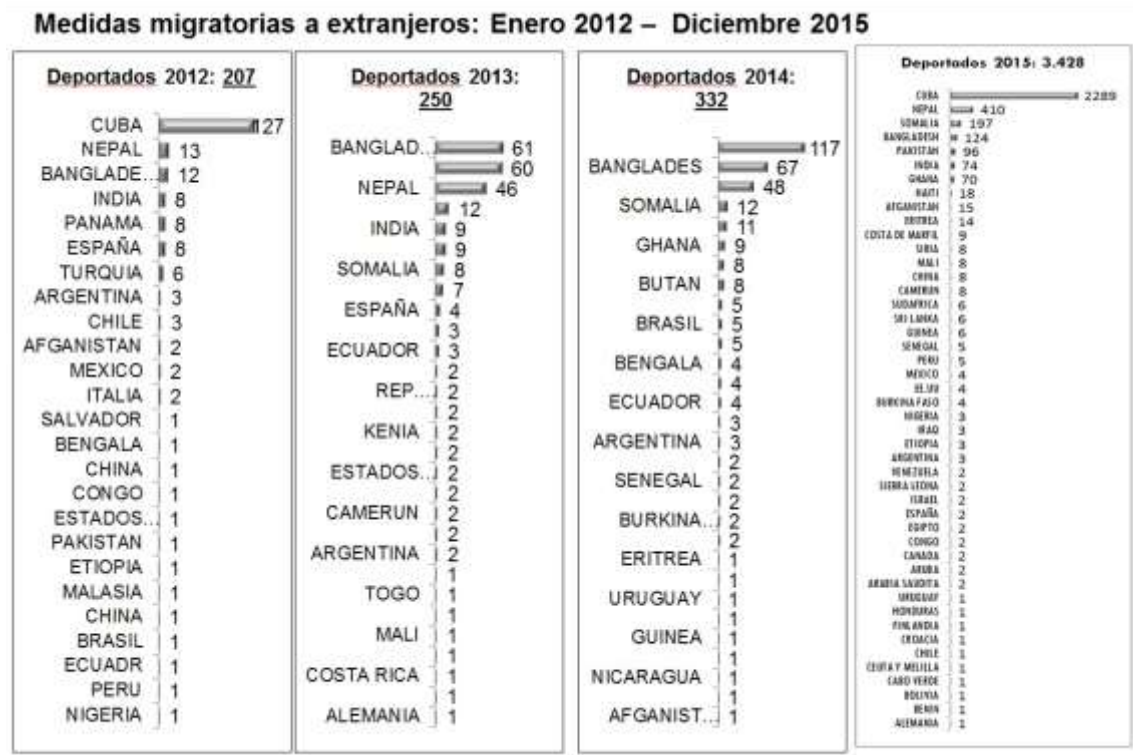 Medidas migratorias a extranjeros: Enero 2012 – Diciembre 2015
Deportados 2012: 207
CUBA 127
NEPAL 13
BANGLADE... 12
INDIA 8
PANAMA 8
ESPAÑA 8
TURQUIA 6
ARGENTINA 3
CHILE 3
AFGANISTAN 2
MEXICO 2
ITALIA 2
SALVADOR 1
BENGALA 1
CHINA 1
CONGO 1
ESTADOS... 1
PAKISTAN 1
ETIOPIA 1
MALASIA 1
CHINA 1
BRASIL 1
ECUADR 1
PERU 1
NIGERIA 1
Deportados 2013:
250
BANGLAD... 61
60
NEPAL 46
12
INDIA 9
9
SOMALIA 8
7
ESPAÑA 4
3
ECUADOR 3
2
REP... 2
2
KENIA 2
2
ESTADOS... 2
2
CAMERUN 2
2
ARGENTINA 2
1
TOGO 1
1
MALI 1
1
COSTA RICA 1
1
ALEMANIA 1
Deportados 2014:
332
117
BANGLADES 67
48
SOMALIA 12
11
GHANA 9
8
BUTAN 8
5
BRASIL 5
5
BENGALA 4
4
ECUADOR 4
3
ARGENTINA 3
2
SENEGAL 2
2
BURKINA... 2
2
ERITREA 1
1
URUGUAY 1
1
GUINEA 1
1
NICARAGUA 1
1
AFGANIST... 1
Deportados 2015: 3.428
CUBA 2289
NEPAL 410
SOMALIA 197
BANGLADESH 124
PAKISTAN 96
INDIA 74
GHANA 70
HAITI 18
AFGANISTAN 15
ERITREA 14
COSTA DE MARFIL 9
SIRIA 8
MALI 8
CHINA 8
CAMERUN 8
SUDAFRICA 6
SRI LANKA 6
GUINEA 6
SENEGAL 5
PERU 5
MEXICO 4
EE.UU 4
BURKINA FASO 4
NIGERIA 3
IRAQ 3
ETIOPIA 3
ARGENTINA 3
VENEZUELA 2
SIERRA LEONA 2
ISRAEL 2
ESPAÑA 2
EGIPTO 2
CONGO 2
CANADA 2
ARUBA 2
ARABIA SAUDITA 2
URUGUAY 1
HONDURAS 1
FINLANDIA 1
CROACIA 1
CHILE 1
CEUTA Y MELILLA 1
CABO VERDE 1
BOLIVIA 1
BENIN 1
ALEMANIA 1